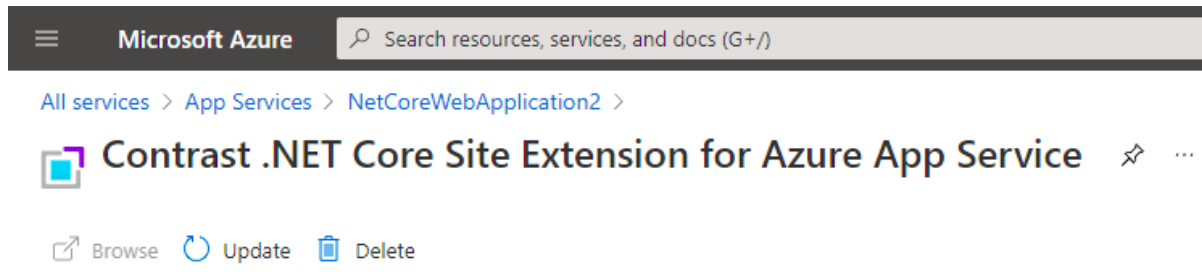 Microsoft Azure Search resources, services, and docs (G+/)
All services > App Services > NetCoreWebApplication2 >
Contrast .NET Core Site Extension for Azure App Service ...
Browse Update Delete